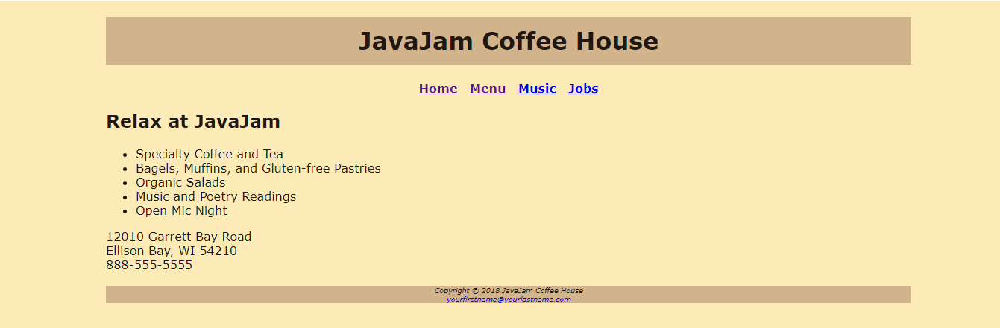 JavaJam Coffee House
Home Menu Music Jobs
Relax at JavaJam
• Specialty Coffee and Tea
• Bagels, Muffins, and Gluten-free Pastries
• Organic Salads
• Music and Poetry Readings
• Open Mic Night
12010 Garrett Bay Road
Ellison Bay, WI 54210
888-555-5555
Copyright © 2018 JavaJam Coffee House
yourfirstname@yourlastname.com